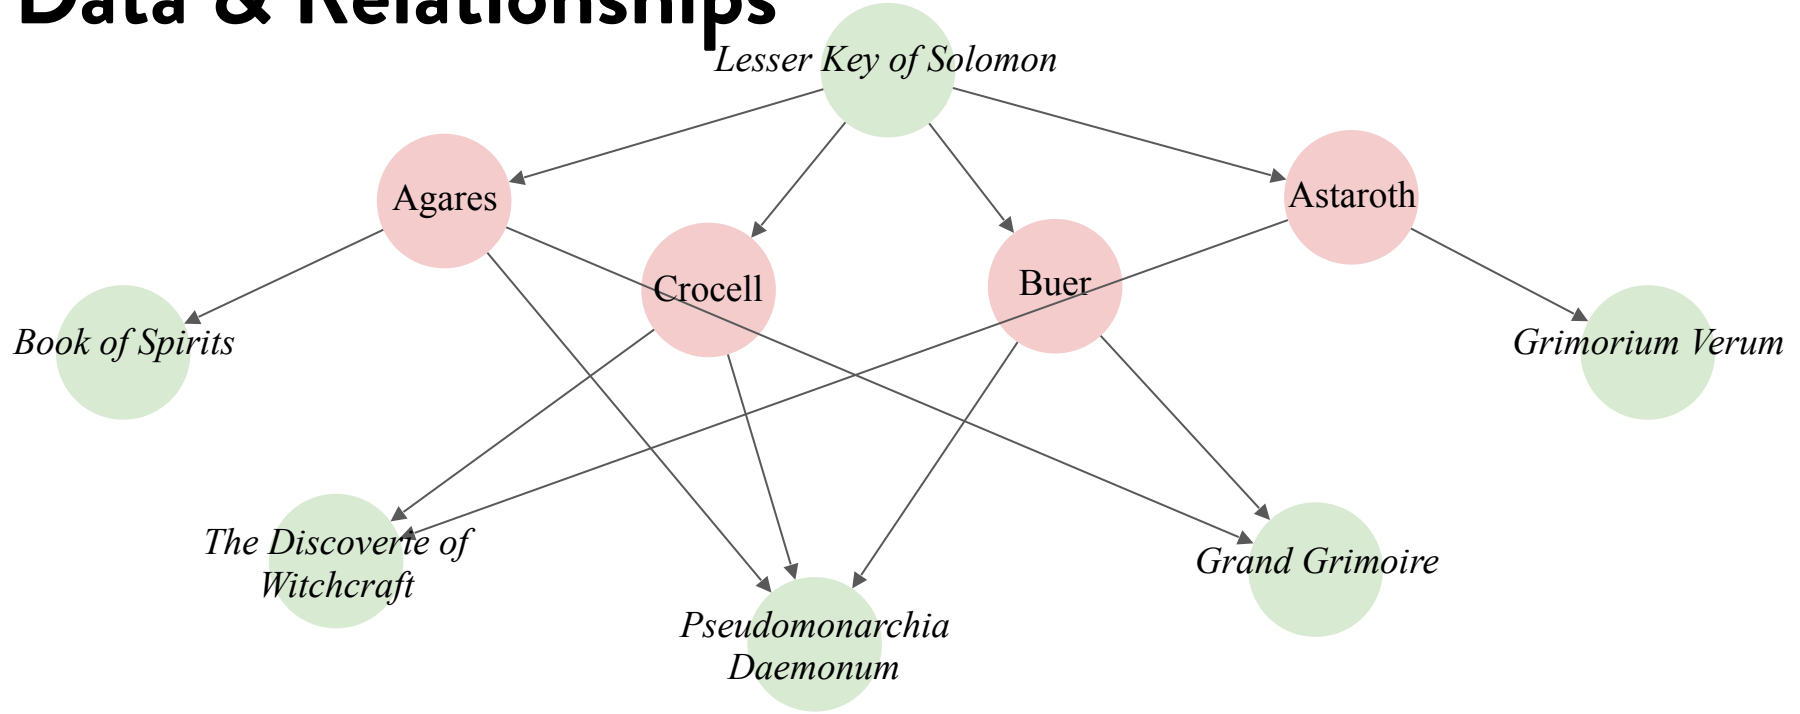 Data & Relationships
Lesser Key of Solomon
Agares
Astaroth
Crocell
Buer
Book of Spirits
Grimorium Verum
The Discoverie of
Witchcraft
Grand Grimoire
Pseudomonarchia
Daemonum